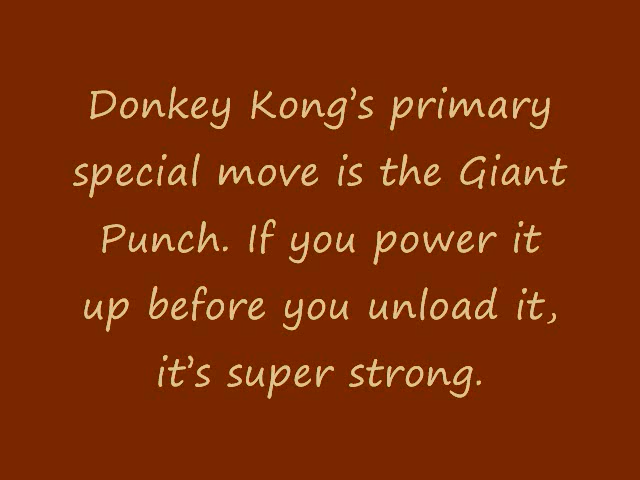 Donkey Kong’s primary
special move is the Giant
Punch. If you power it
up before you unload it,
it’s super strong.